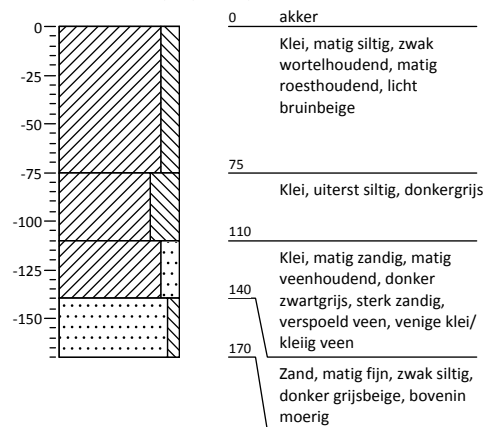 0 akker
0
Klei, matig siltig, zwak
wortelhoudend, matig
roesthoudend, licht
bruinbeige
-25
-50
-75
75
Klei, uiterst siltig, donkergrijs
-100
110
Klei, matig zandig, matig
veenhoudend, donker
zwartgrijs, sterk zandig,
verspoeld veen, venige klei/
kleiig veen
-125
140
-150
170
Zand, matig fijn, zwak siltig,
donker grijsbeige, bovenin
moerig